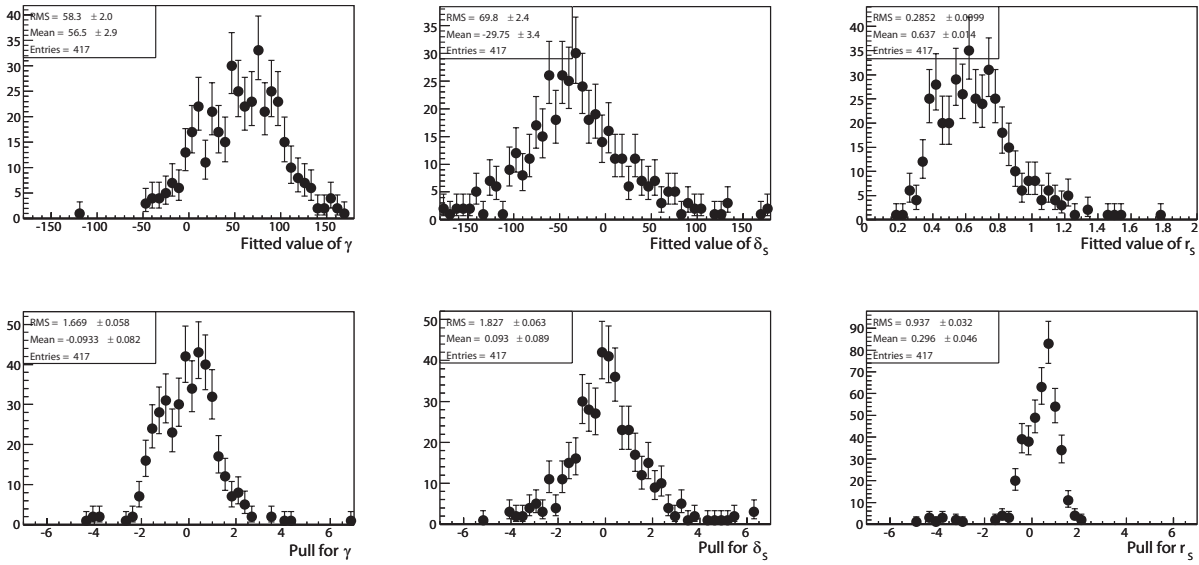 RMS = 58.3 ± 2.0
Mean = 56.5 ± 2.9
Entries = 417
40
35
30
25
20
15
10
5
0
-150 -100 -50 0 50 100 150
Fitted value of γ
RMS = 69.8 ± 2.4
Mean = -29.75 ± 3.4
Entries = 417
35
30
25
20
15
10
5
0
-150 -100 -50 0 50 100 150
Fitted value of δs
RMS = 0.2852 ± 0.0099
Mean = 0.637 ± 0.014
Entries = 417
40
35
30
25
20
15
10
5
0
0 0.2 0.4 0.6 0.8 1 1.2 1.4 1.6 1.8 2
Fitted value of rs
RMS = 1.669 ± 0.058
Mean = -0.0933 ± 0.082
Entries = 417
50
40
30
20
10
0
-6 -4 -2 0 2 4 6
Pull for γ
RMS = 1.827 ± 0.063
Mean = 0.093 ± 0.089
Entries = 417
50
40
30
20
10
0
-6 -4 -2 0 2 4 6
Pull for δs
RMS = 0.937 ± 0.032
Mean = 0.296 ± 0.046
Entries = 417
90
80
70
60
50
40
30
20
10
0
-6 -4 -2 0 2 4 6
Pull for rs